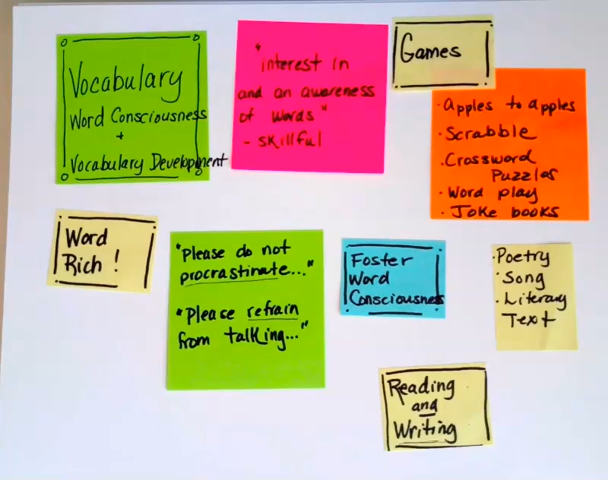 Vocabulary
Word Consciousness
+
Vocabulary Development
"interest in
and an awareness
of words"
- skillful
Games
· Apples to apples
· Scrabble
· Crossword
Puzzles
· Word play
· Joke books
Word
Rich!
"Please do not
procrastinate..."
"Please refrain
from talking..."
Foster
Word
Consciousness
· Poetry
· Song
· Literary
Text
Reading
and
Writing